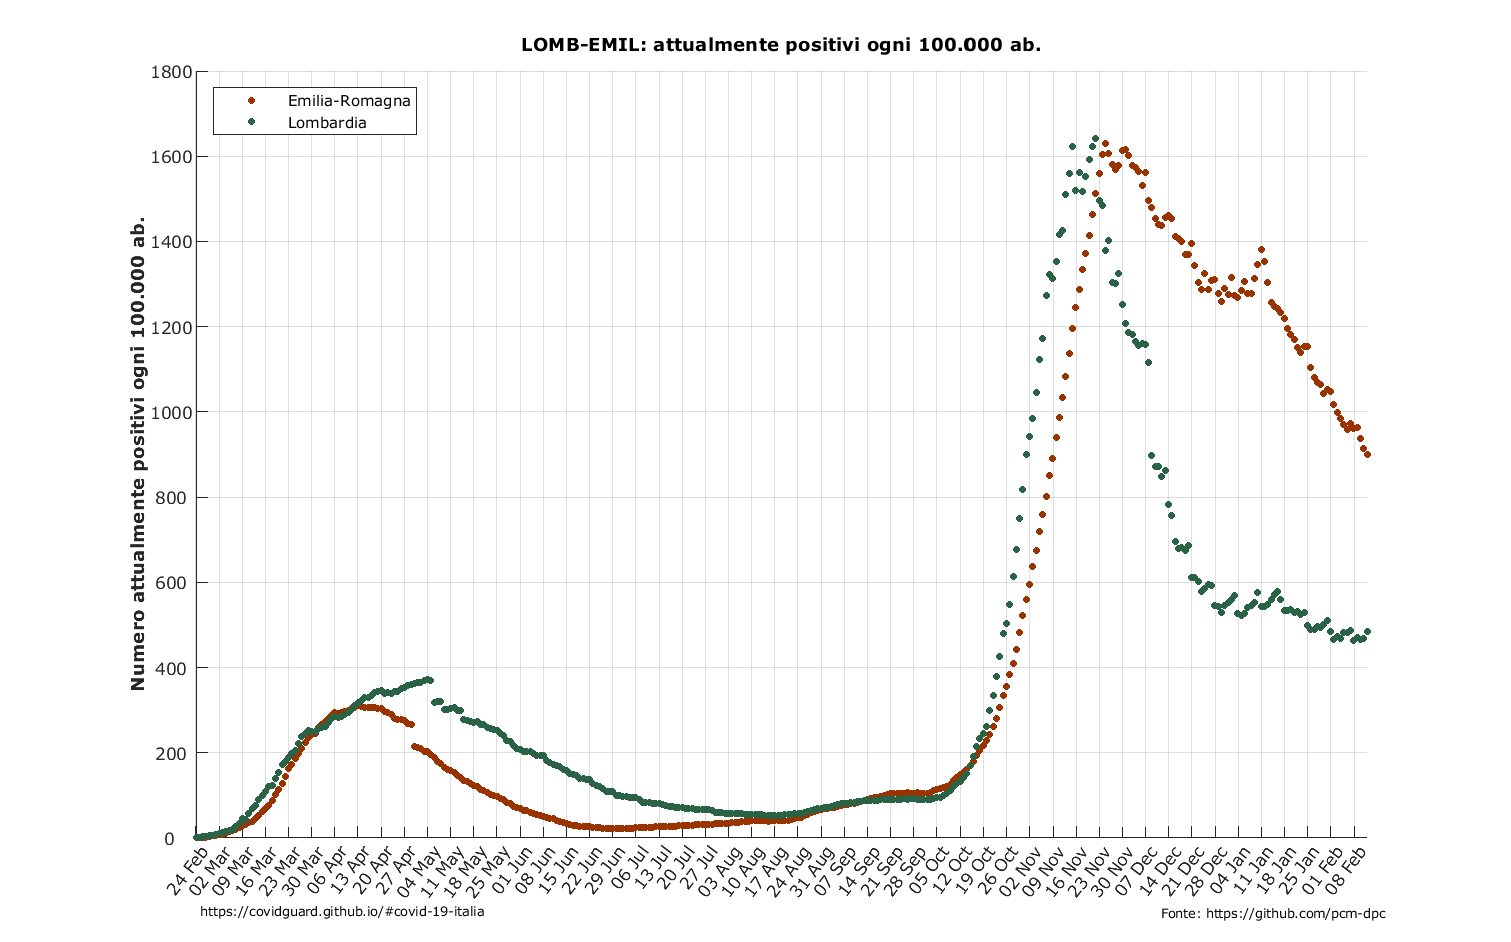 LOMB-EMIL: attualmente positivi ogni 100.000 ab.
Emilia-Romagna
Lombardia
Numero attualmente positivi ogni 100.000 ab.
1800
1600
1400
1200
1000
800
600
400
200
0
24 Feb
02 Mar
09 Mar
16 Mar
23 Mar
30 Mar
06 Apr
13 Apr
20 Apr
27 Apr
04 May
11 May
18 May
25 May
01 Jun
08 Jun
15 Jun
22 Jun
29 Jun
06 Jul
13 Jul
20 Jul
27 Jul
03 Aug
10 Aug
17 Aug
24 Aug
31 Aug
07 Sep
14 Sep
21 Sep
28 Sep
05 Oct
12 Oct
19 Oct
26 Oct
02 Nov
09 Nov
16 Nov
23 Nov
30 Nov
07 Dec
14 Dec
21 Dec
28 Dec
04 Jan
11 Jan
18 Jan
25 Jan
01 Feb
08 Feb
https://covidguard.github.io/#covid-19-italia
Fonte: https://github.com/pcm-dpc